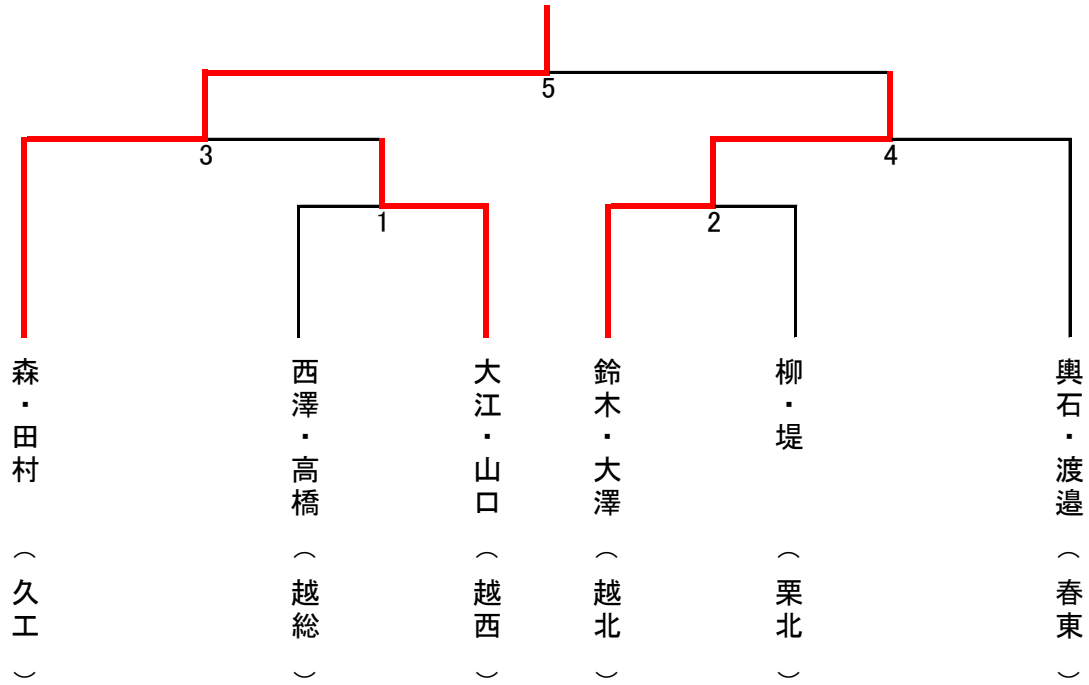 5
3
4
1
2
森・田村（久工）
西澤・高橋（越総）
大江・山口（越西）
鈴木・大澤（越北）
柳・堤（栗北）
輿石・渡邉（春東）